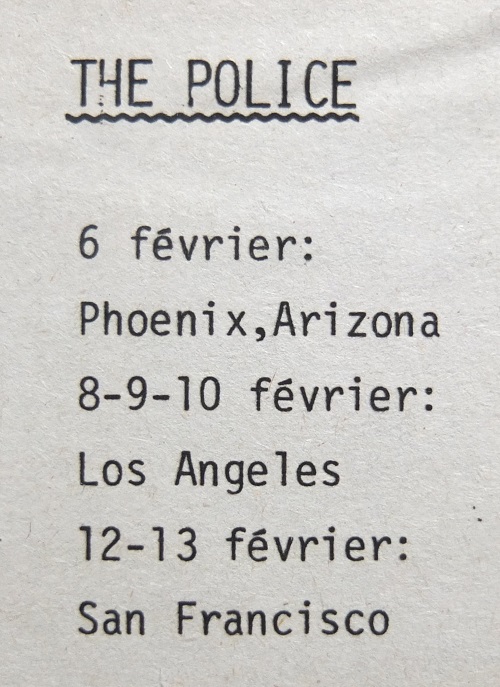 THE POLICE
6 février:
Phoenix,Arizona
8-9-10 février:
Los Angeles
12-13 février:
San Francisco